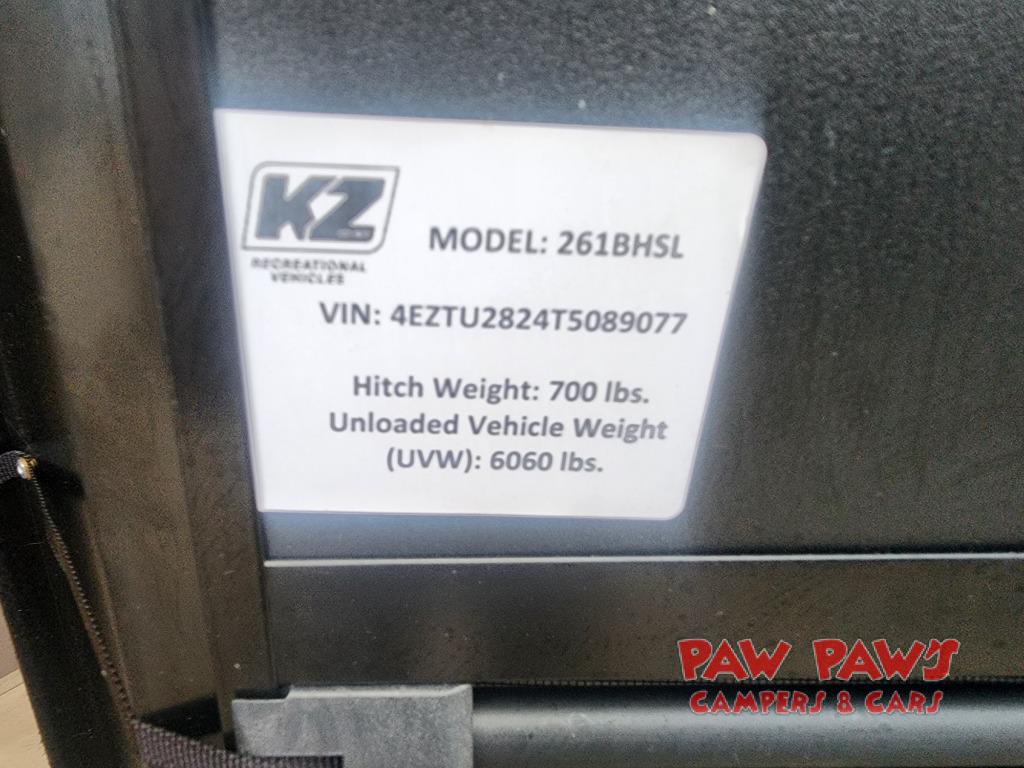 KZ
RECREATIONAL
VEHICLES
MODEL: 261BHSL
VIN: 4EZTU2824T5089077
Hitch Weight: 700 lbs.
Unloaded Vehicle Weight
(UVW): 6060 lbs.
PAW PAW'S
CAMPERS & CARS